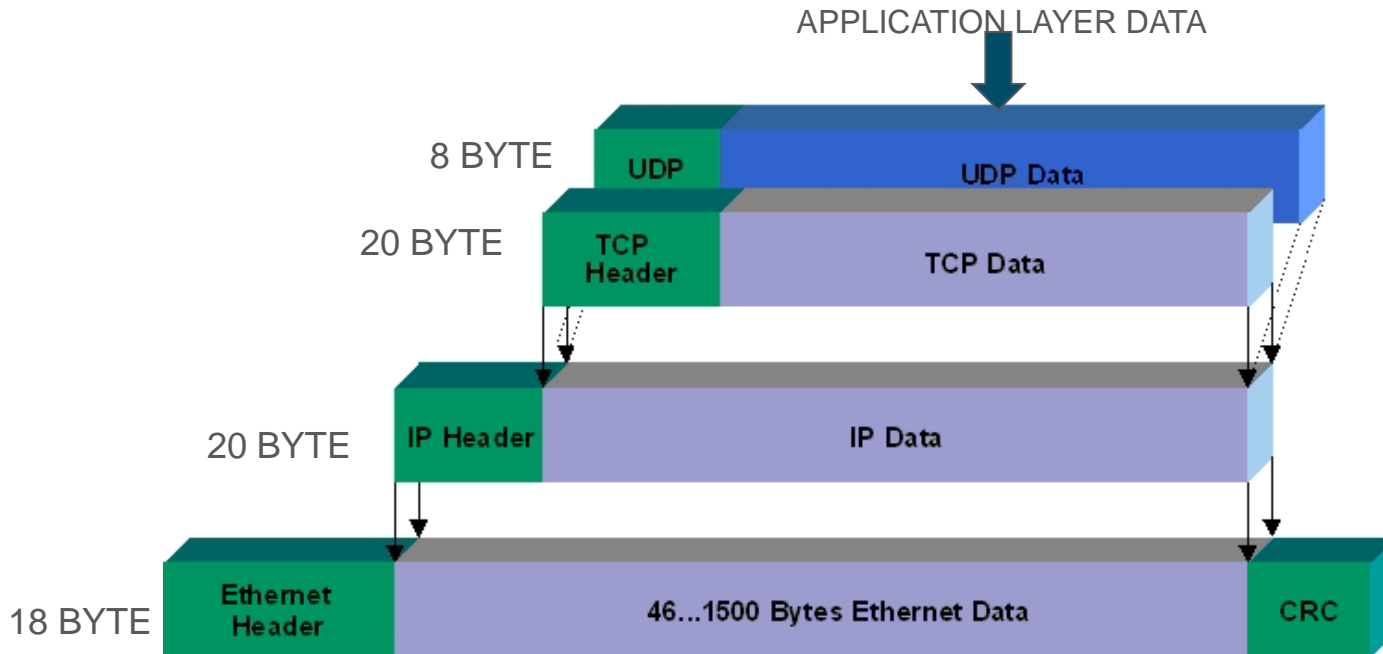 APPLICATION LAYER DATA
8 BYTE
UDP
UDP Data
20 BYTE
TCP
Header
TCP Data
20 BYTE
IP Header
IP Data
18 BYTE
Ethernet
Header
46...1500 Bytes Ethernet Data
CRC